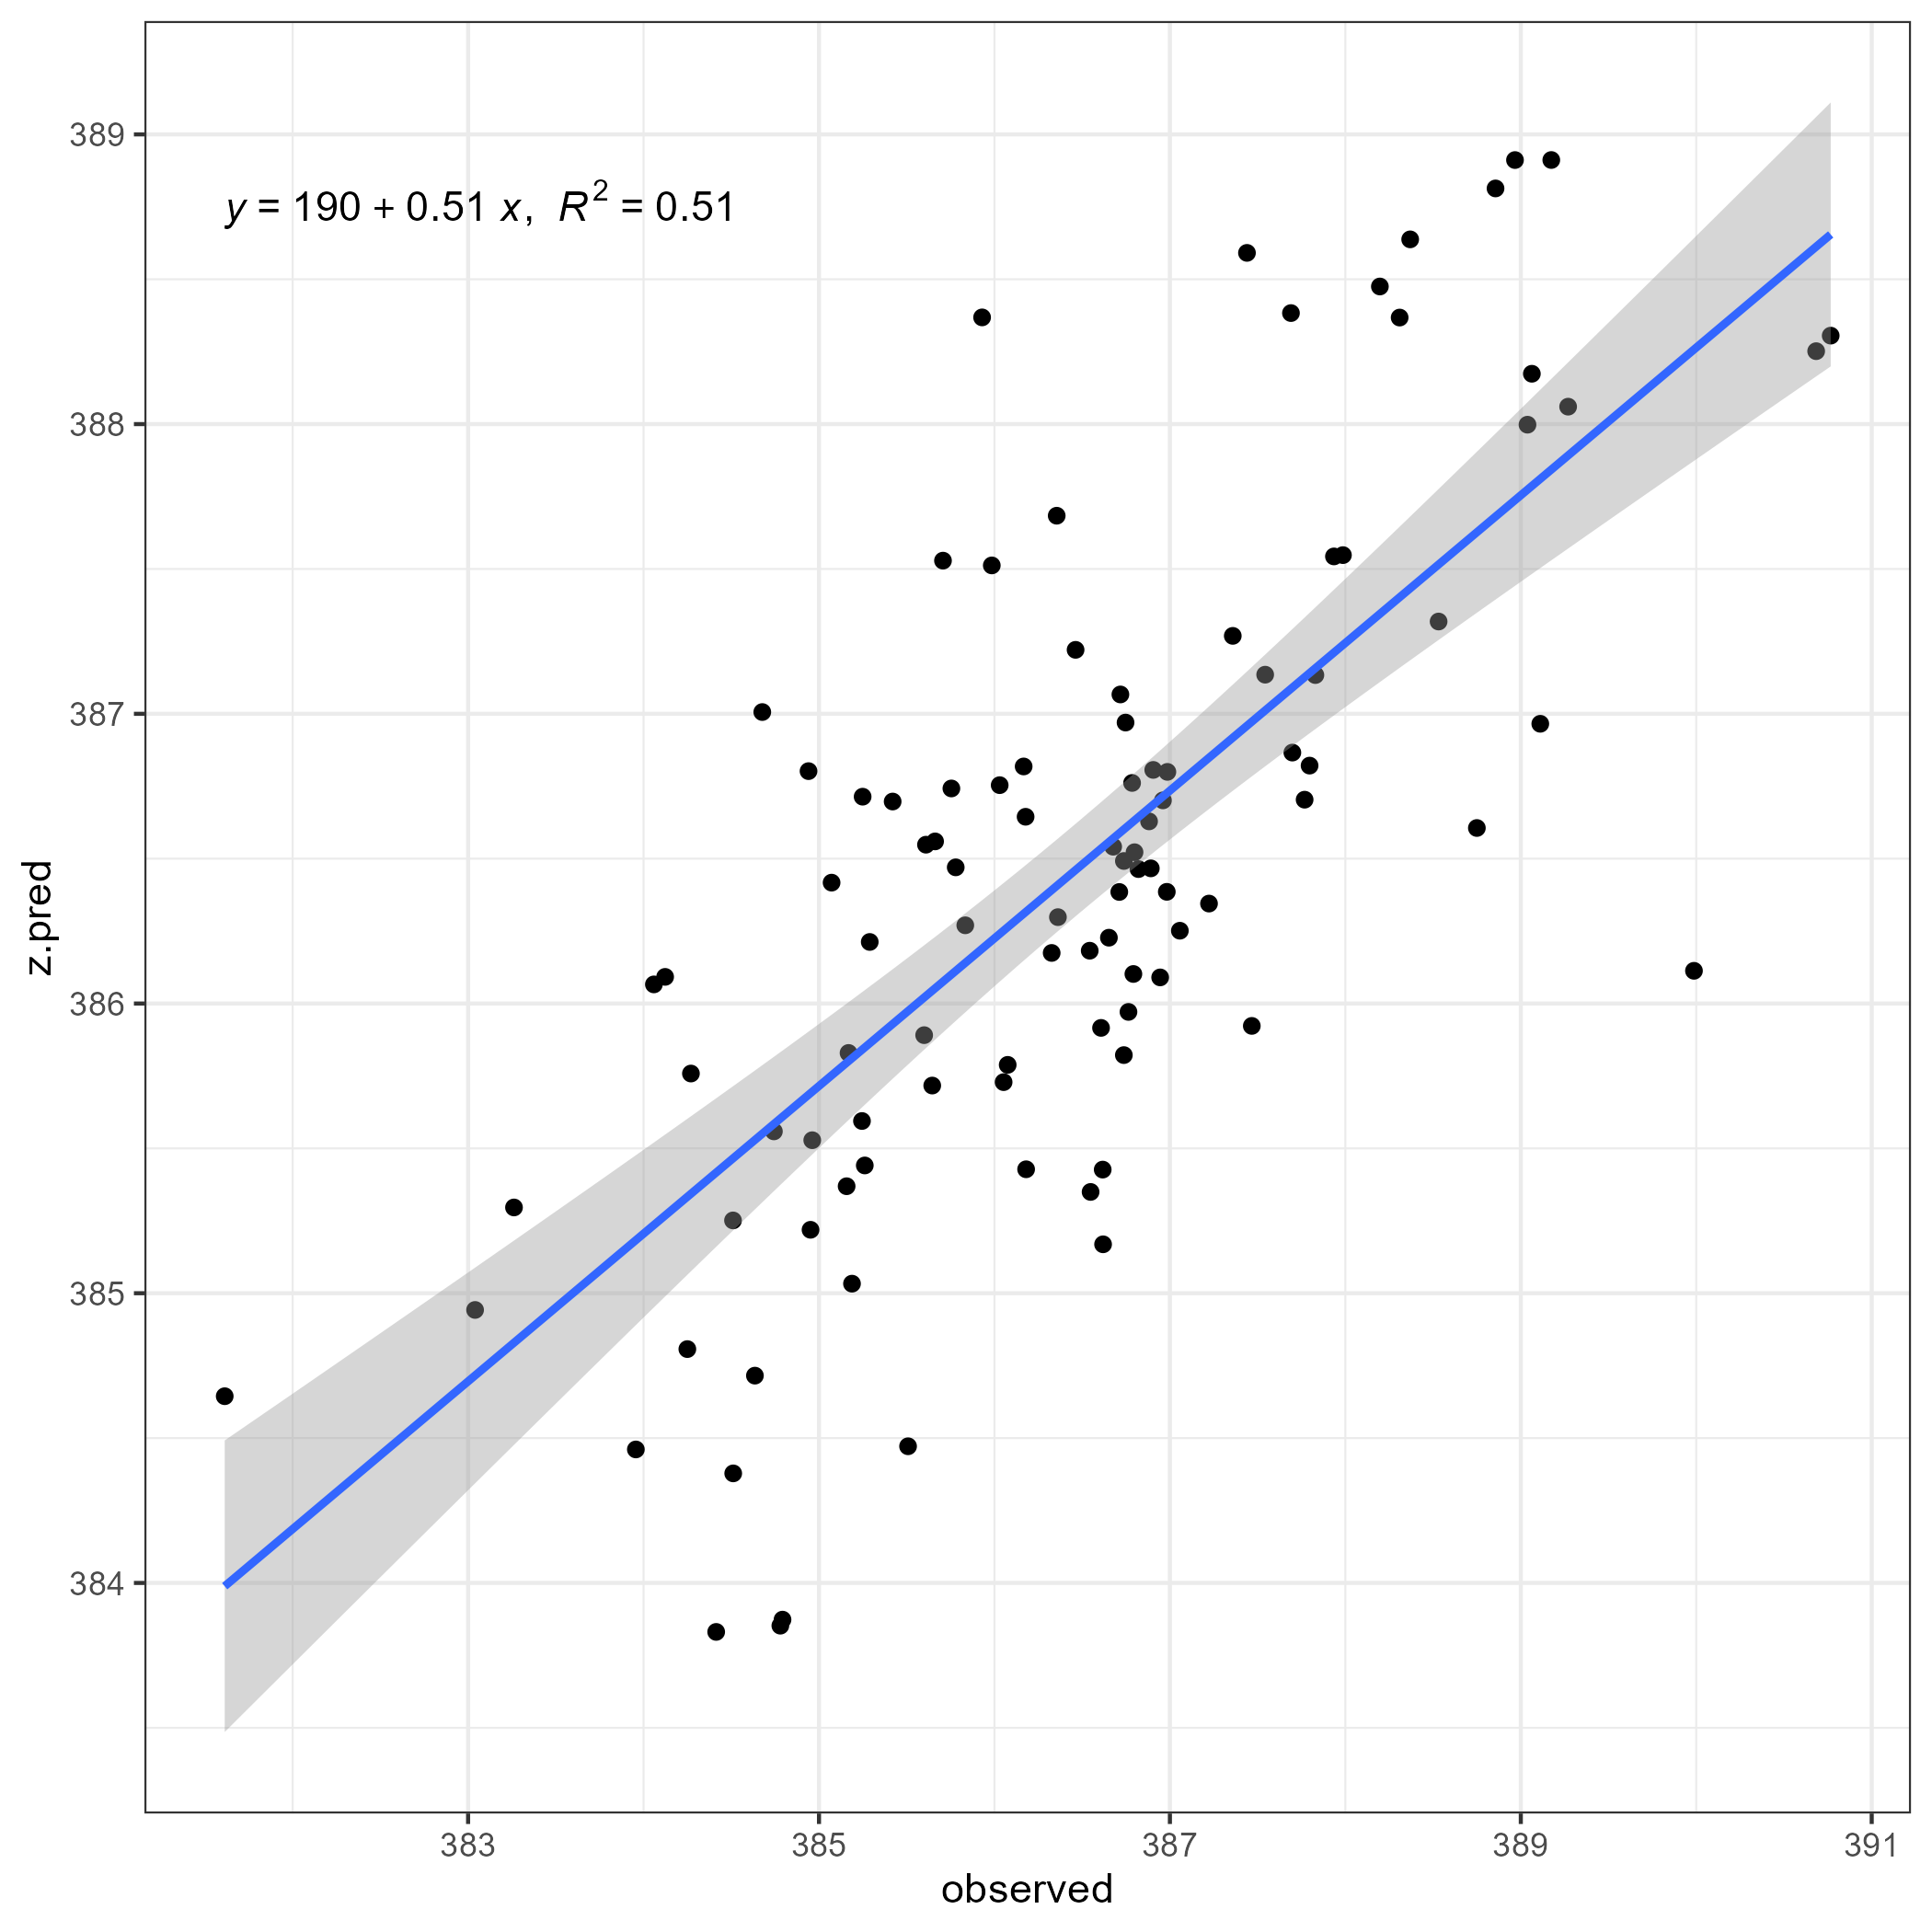 y = 190 + 0.51 x, R² = 0.51
389
388
387
386
385
384
z.pred
383 385 387 389 391
observed